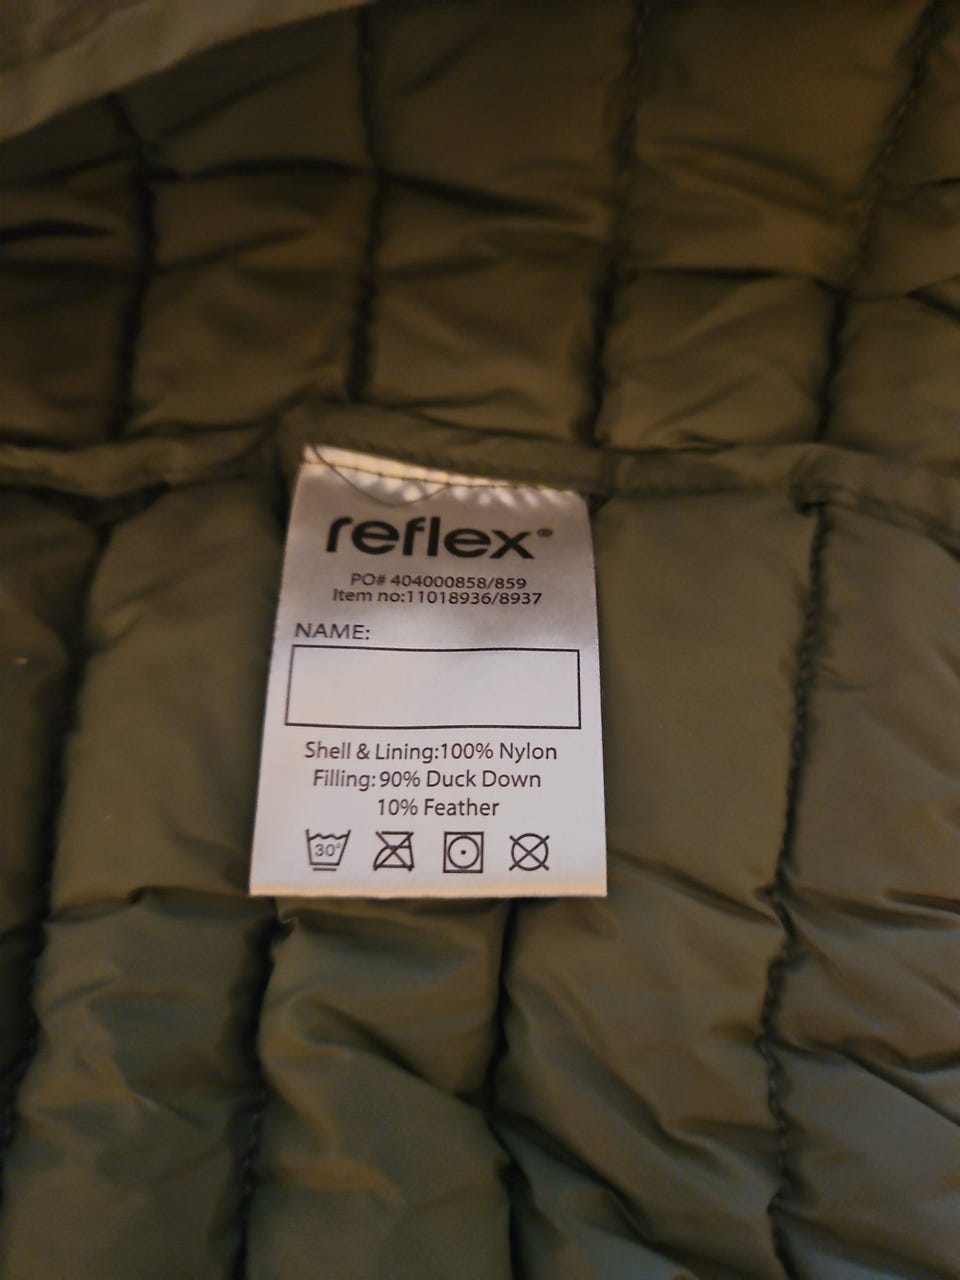 reflex®
PO# 404000858/859
Item no:11018936/8937
NAME:
Shell & Lining:100% Nylon
Filling:90% Duck Down
10% Feather
30°